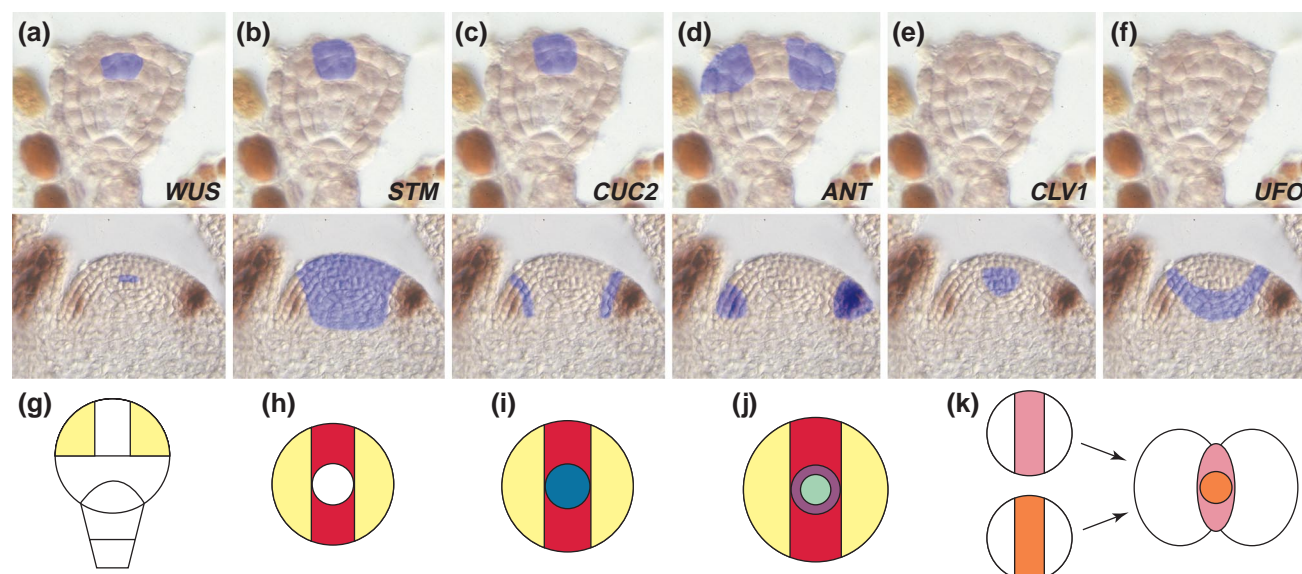 (a) (b) (c) (d) (e) (f)
WUS STM CUC2 ANT CLV1 UFO
(g) (h) (i) (j) (k)